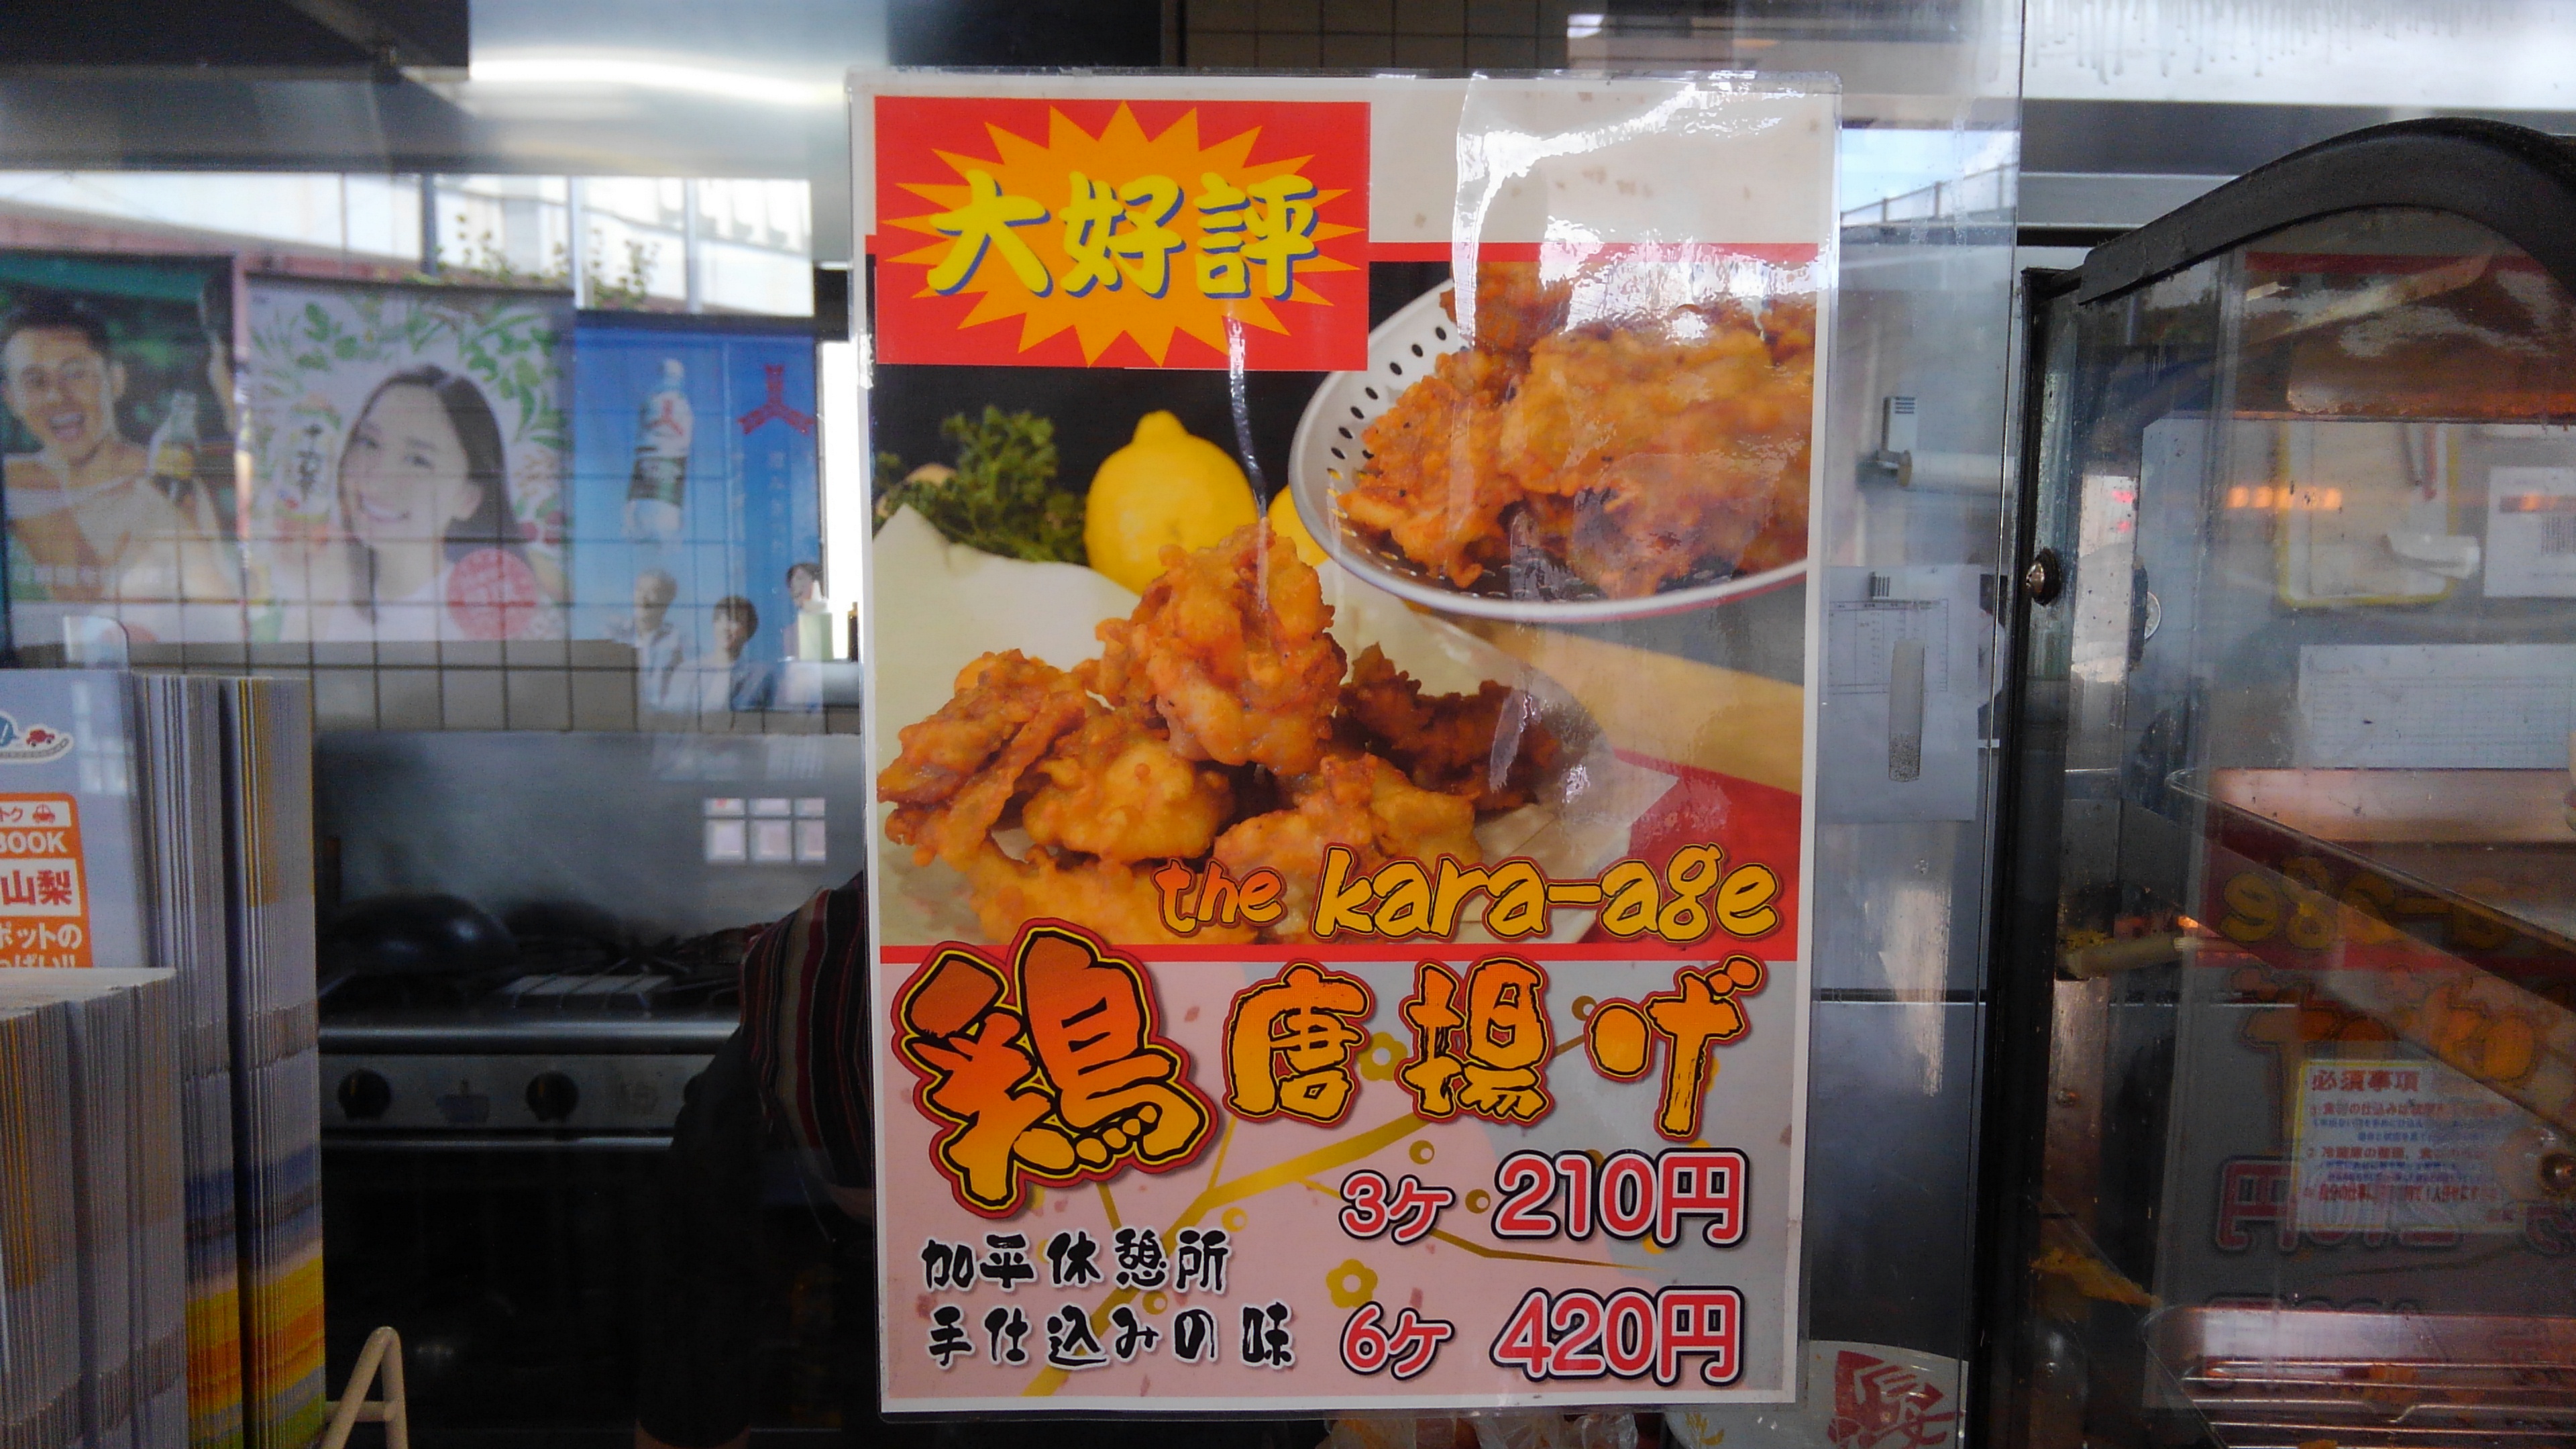 大好評
the kara-age
鶏唐揚げ
3ケ 210円
6ケ 420円
加平休憩所
手仕込みの味
BOOK
山梨
必須事項